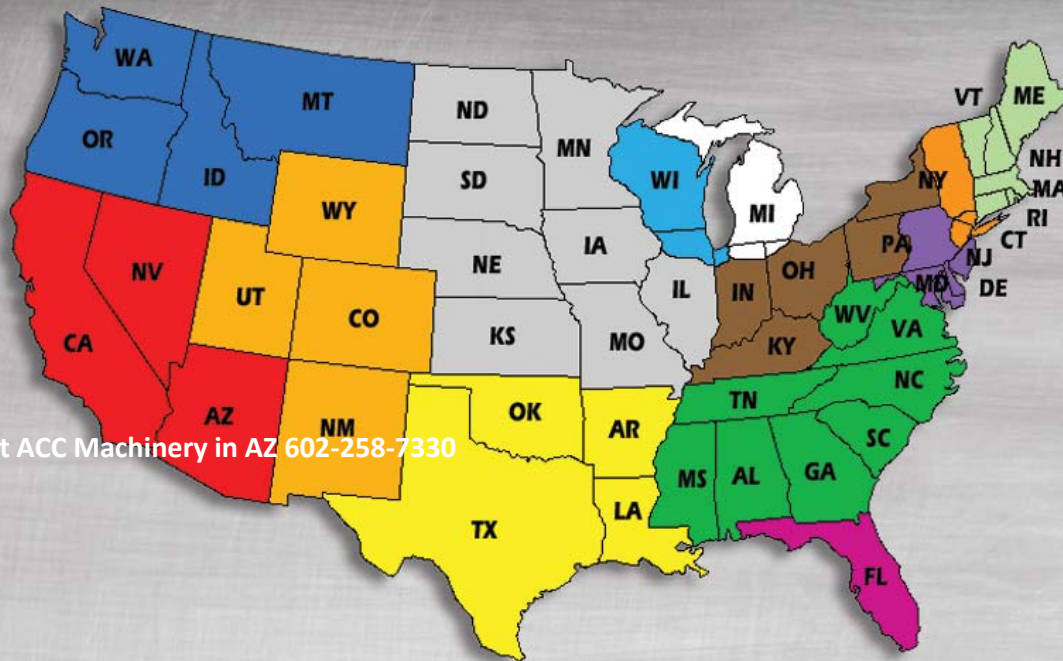 WA
MT
ND
MN
VT
ME
OR
ID
SD
WI
MI
NY
NH
MA
RI
WY
NE
IA
PA
CT
NJ
NV
UT
CO
IL
IN
OH
MD
DE
CA
KS
MO
KY
WV
VA
AZ
NM
OK
AR
TN
NC
SC
t ACC Machinery in AZ 602-258-7330
TX
LA
MS
AL
GA
FL